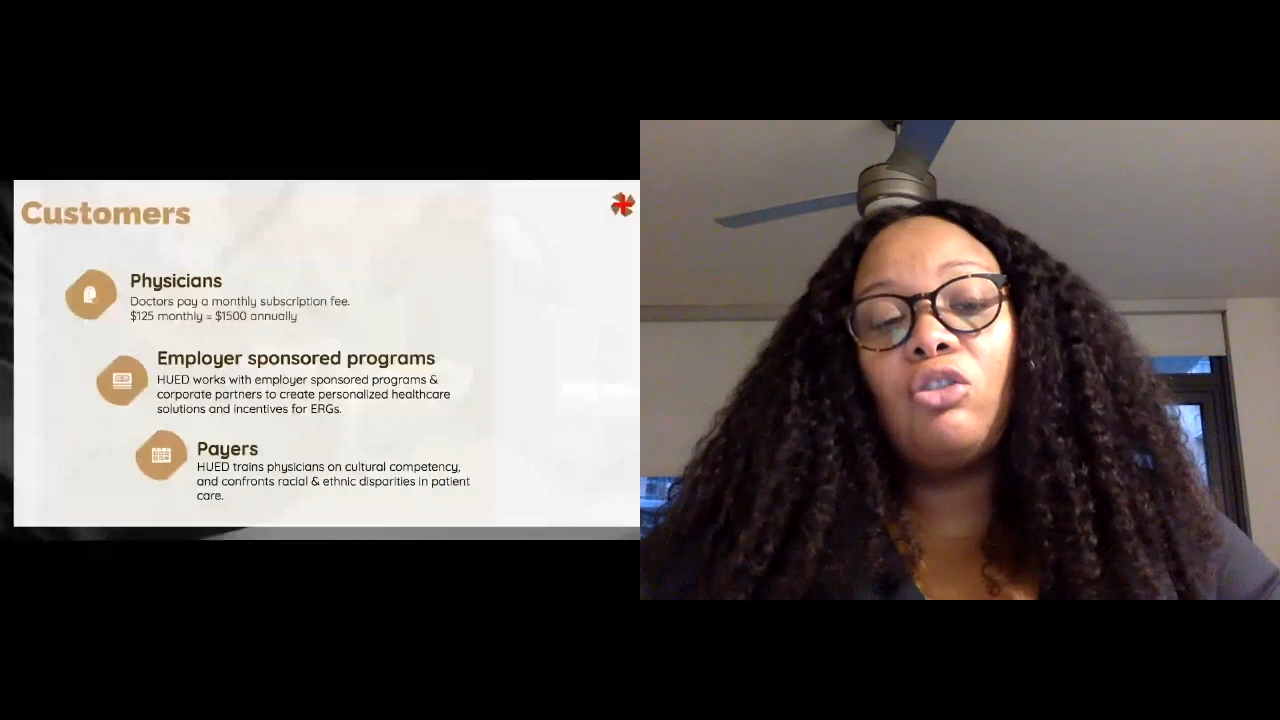 Customers
Physicians
Doctors pay a monthly subscription fee.
$125 monthly = $1500 annually
Employer sponsored programs
HUED works with employer sponsored programs &
corporate partners to create personalized healthcare
solutions and incentives for ERGs.
Payers
HUED trains physicians on cultural competency,
and confronts racial & ethnic disparities in patient
care.